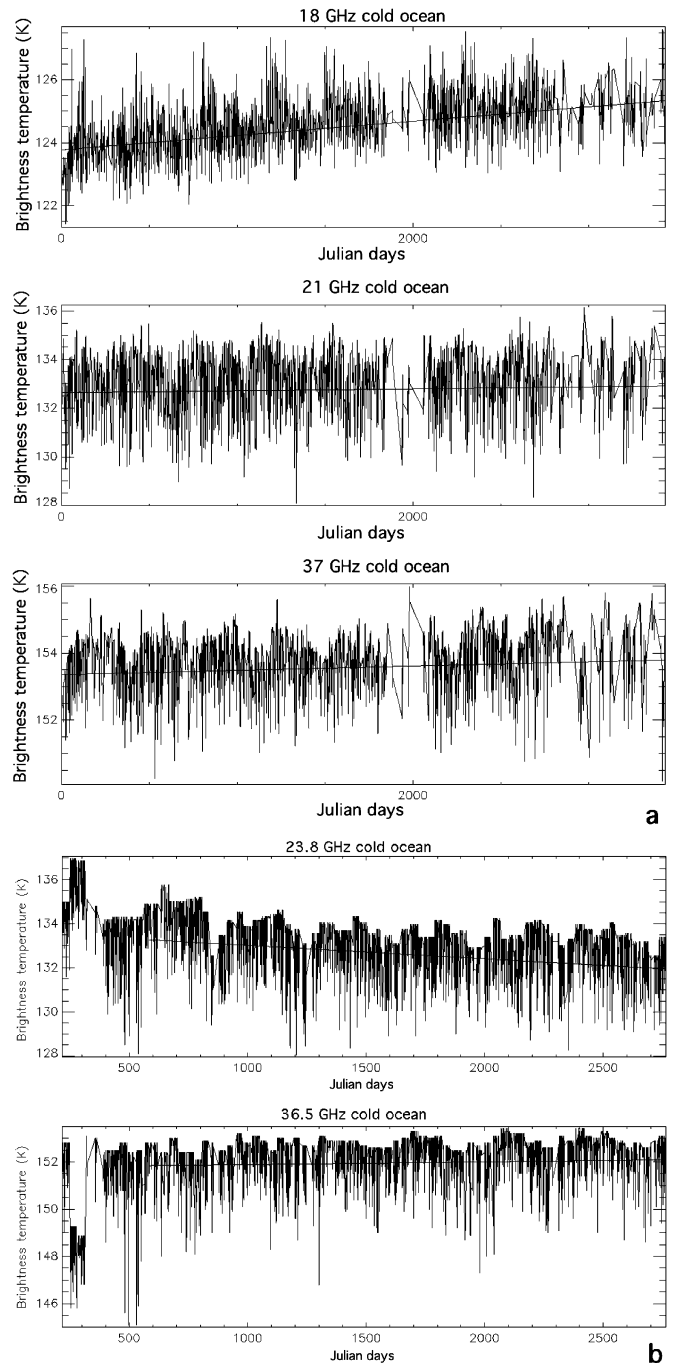 18 GHz cold ocean
Brightness temperature (K)
126
124
122
0
2000
Julian days
21 GHz cold ocean
Brightness temperature (K)
136
134
132
130
128
0
2000
Julian days
37 GHz cold ocean
Brightness temperature (K)
156
154
152
0
2000
Julian days
a
23.8 GHz cold ocean
Brightness temperature (K)
136
134
132
130
128
500
1000
1500
2000
2500
Julian days
36.5 GHz cold ocean
Brightness temperature (K)
152
150
148
146
500
1000
1500
2000
2500
Julian days
b